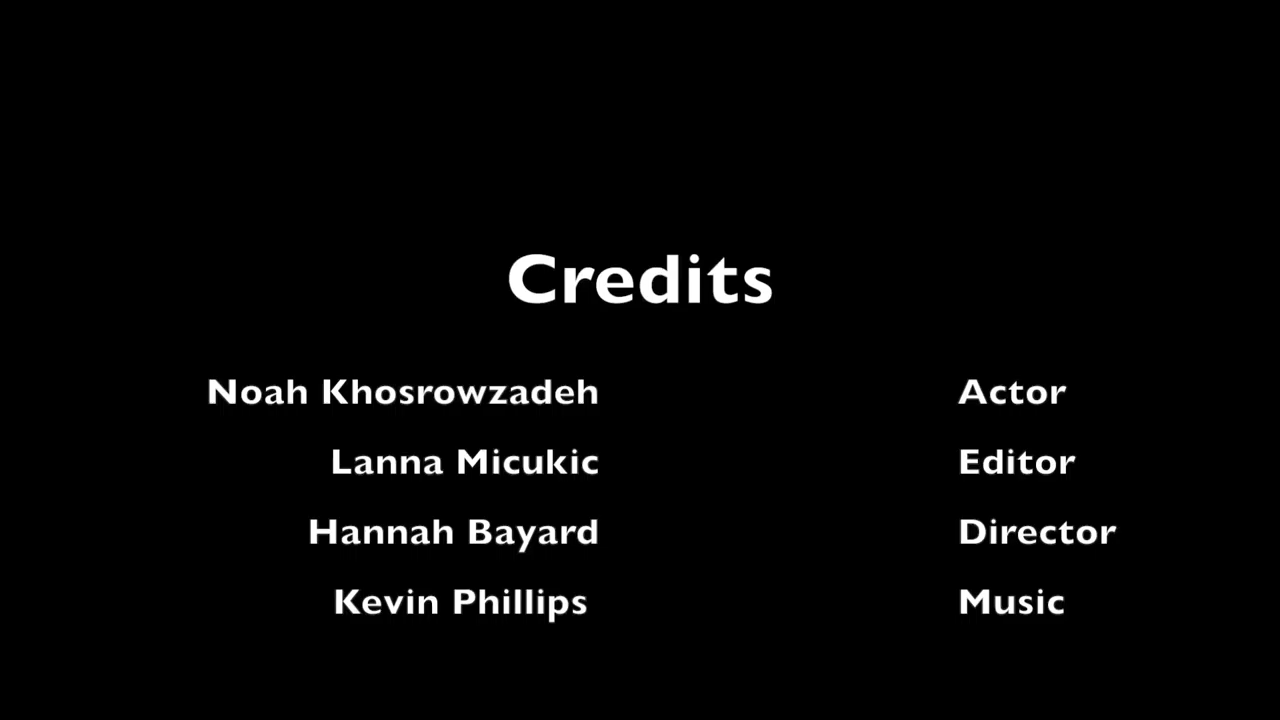 Credits
Noah Khosrowzadeh Actor
Lanna Micukic Editor
Hannah Bayard Director
Kevin Phillips Music